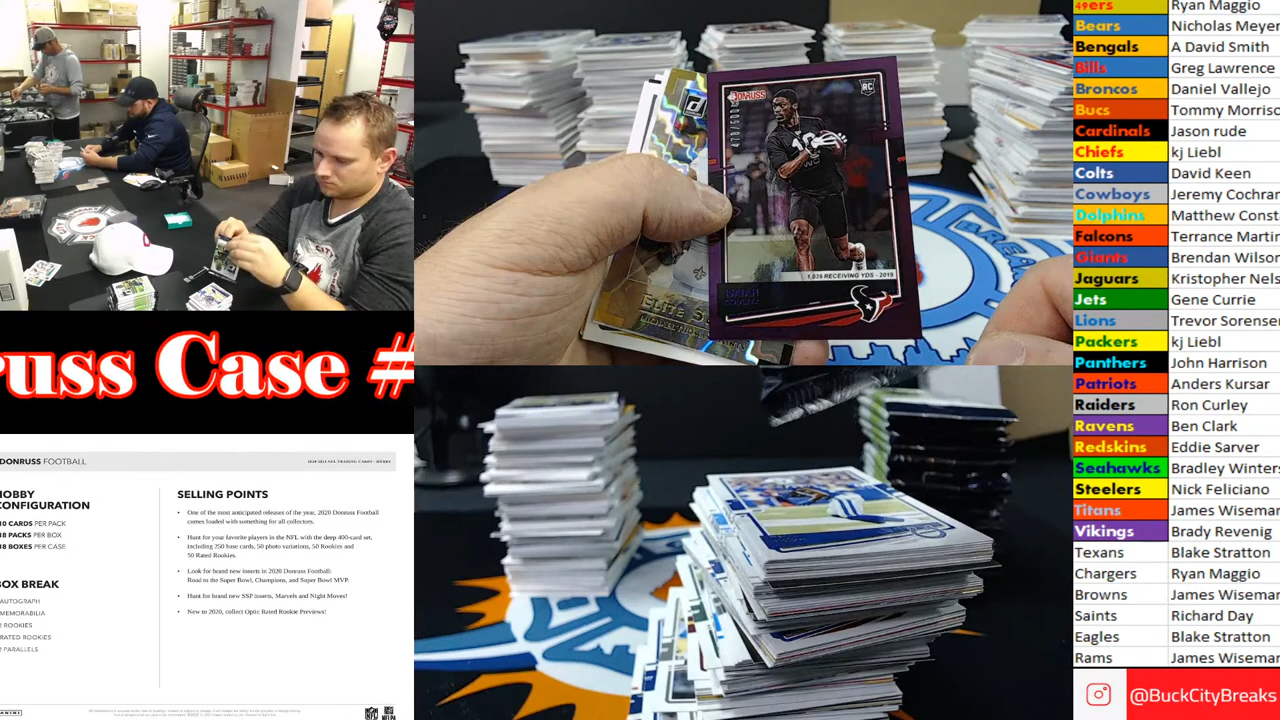 russ Case #
DONRUSS FOOTBALL
HOBBY
CONFIGURATION
10 CARDS PER PACK
18 PACKS PER BOX
18 BOXES PER CASE
BOX BREAK
AUTOGRAPH
MEMORABILIA
ROOKIES
RATED ROOKIES
PARALLELS
SELLING POINTS
• One of the most anticipated releases of the year, 2020 Donruss Football
comes loaded with something for all collectors.
• Hunt for your favorite players in the NFL with the deep 400-card set,
including 250 base cards, 50 photo variations, 50 Rookies and
50 Rated Rookies.
• Look for brand new inserts in 2020 Donruss Football:
Road to the Super Bowl, Champions, and Super Bowl MVP.
• Hunt for brand new SSP inserts, Marvels and Night Moves!
• New to 2020, collect Optic Rated Rookie Previews!
PANINI
DONRUSS
RC
1,039 RECEIVING YDS - 2019
ISAIAH
COULTER
ELITE
49ers Ryan Maggio
Bears Nicholas Meyer
Bengals A David Smith
Bills Greg Lawrence
Broncos Daniel Vallejo
Bucs Tommy Morrisc
Cardinals Jason rude
Chiefs kj Liebl
Colts David Keen
Cowboys Jeremy Cochrar
Dolphins Matthew Const
Falcons Terrance Martin
Giants Brendan Wilson
Jaguars Kristopher Nels
Jets Gene Currie
Lions Trevor Sorensen
Packers kj Liebl
Panthers John Harrison
Patriots Anders Kursar
Raiders Ron Curley
Ravens Ben Clark
Redskins Eddie Sarver
Seahawks Bradley Winters
Steelers Nick Feliciano
Titans James Wiseman
Vikings Brady Revenig
Texans Blake Stratton
Chargers Ryan Maggio
Browns James Wiseman
Saints Richard Day
Eagles Blake Stratton
Rams James Wiseman
@BuckCityBreaks